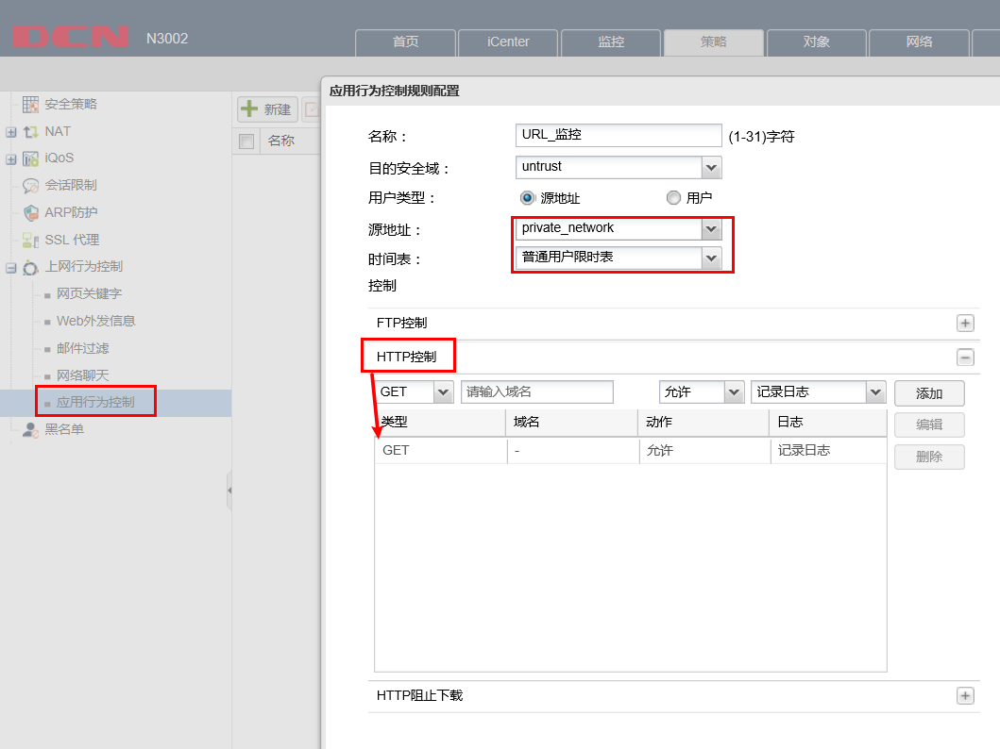 DCN N3002
首页 iCenter 监控 策略 对象 网络
安全策略
NAT
iQoS
会话限制
ARP防护
SSL 代理
上网行为控制
网页关键字
Web外发信息
邮件过滤
网络聊天
应用行为控制
黑名单
新建
名称
应用行为控制规则配置
名称： URL_监控 (1-31)字符
目的安全域： untrust
用户类型： 源地址 用户
源地址： private_network
时间表： 普通用户限时表
控制
FTP控制
HTTP控制
GET 请输入域名 允许 记录日志 添加
类型 域名 动作 日志 编辑
GET - 允许 记录日志 删除
HTTP阻止下载